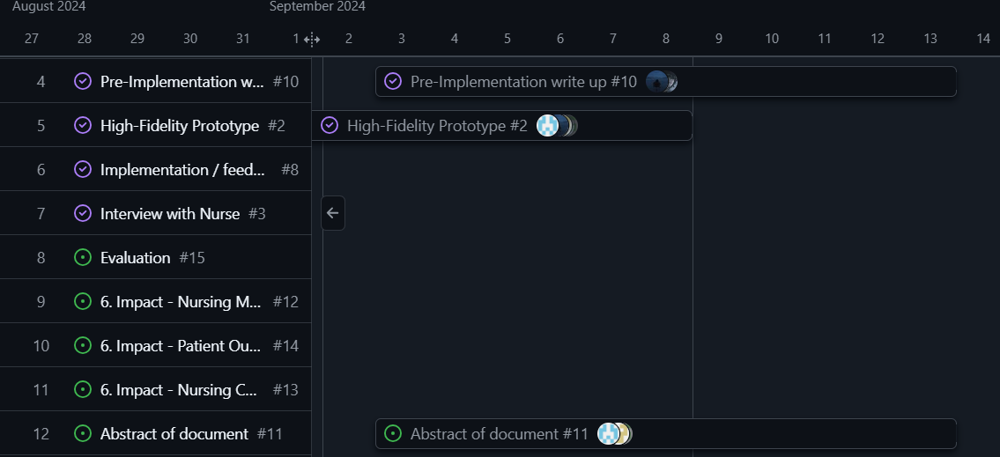 August 2024 September 2024
27 28 29 30 31 1 2 3 4 5 6 7 8 9 10 11 12 13 14
4 Pre-Implementation w... #10 Pre-Implementation write up #10
5 High-Fidelity Prototype #2 High-Fidelity Prototype #2
6 Implementation / feed... #8
7 Interview with Nurse #3
8 Evaluation #15
9 6. Impact - Nursing M... #12
10 6. Impact - Patient Ou... #14
11 6. Impact - Nursing C... #13
12 Abstract of document #11 Abstract of document #11